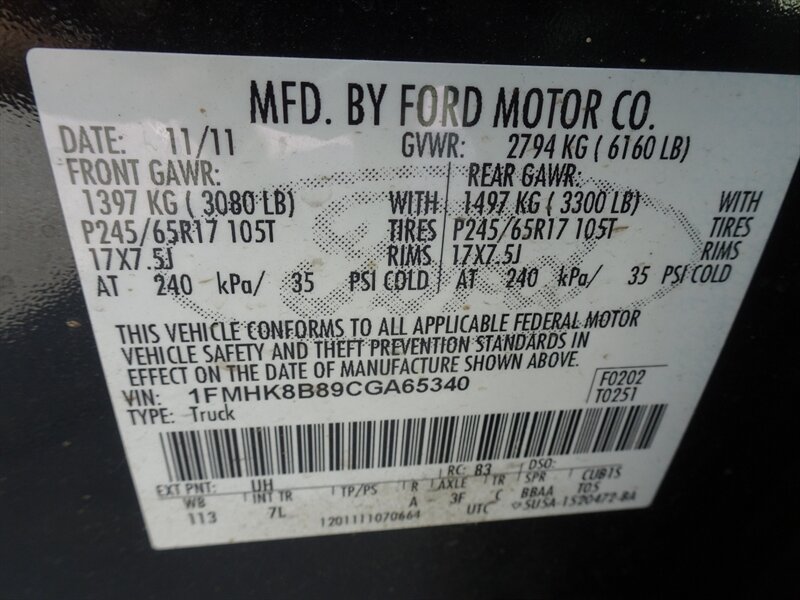 MFD. BY FORD MOTOR CO.
DATE: 11/11 GVWR: 2794 KG ( 6160 LB)
FRONT GAWR: REAR GAWR:
1397 KG ( 3080 LB) WITH 1497 KG ( 3300 LB) WITH
P245/65R17 105T TIRES P245/65R17 105T TIRES
17X7.5J RIMS 17X7.5J RIMS
AT 240 kPa/ 35 PSI COLD AT 240 kPa/ 35 PSI COLD
THIS VEHICLE CONFORMS TO ALL APPLICABLE FEDERAL MOTOR
VEHICLE SAFETY AND THEFT PREVENTION STANDARDS IN
EFFECT ON THE DATE OF MANUFACTURE SHOWN ABOVE.
VIN: 1FMHK8B89CGA65340 F0202
TYPE: Truck T0251
RC: 83 DSO:
EXT PNT: UH CUBTS
WB INT TR TP/PS R AXLE TR SPR TOS
113 7L A 3F C BBAA
1201111070664 UTC 5USA-1520472-BA